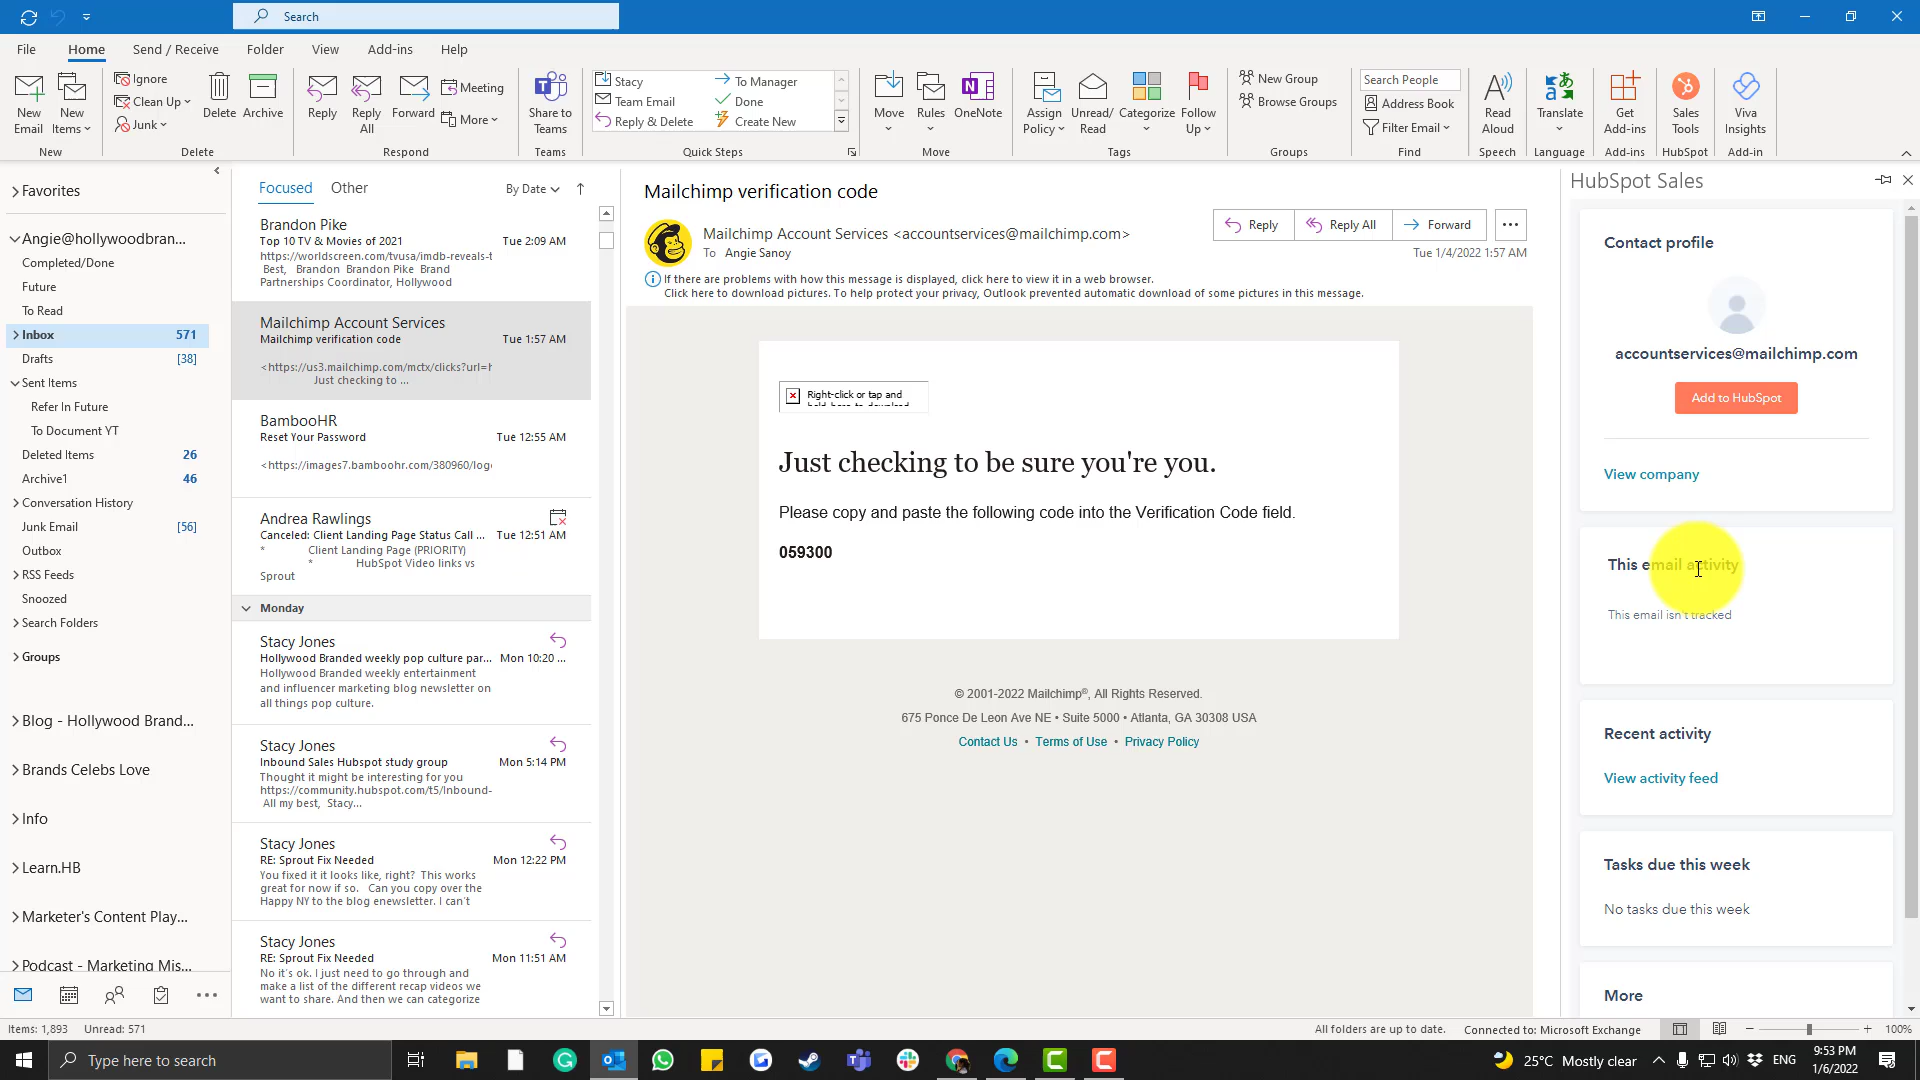 Search
File
Home
Send / Receive
Folder
View
Add-ins
Help
New Email
New Items
New
Ignore
Clean Up
Junk
Delete
Archive
Delete
Reply
Reply All
Forward
Meeting
More
Respond
Share to Teams
Teams
Stacy
To Manager
Team Email
Done
Reply & Delete
Create New
Quick Steps
Move
Rules
OneNote
Move
Assign Policy
Unread/ Read
Categorize
Follow Up
Tags
New Group
Browse Groups
Groups
Search People
Address Book
Filter Email
Find
Read Aloud
Speech
Translate
Language
Get Add-ins
Add-ins
Sales Tools
HubSpot
Viva Insights
Add-in
Favorites
Angie@hollywoodbran...
Completed/Done
Future
To Read
Inbox 571
Drafts [38]
Sent Items
Refer In Future
To Document YT
Deleted Items 26
Archive1 46
Conversation History
Junk Email [56]
Outbox
RSS Feeds
Snoozed
Search Folders
Groups
Blog - Hollywood Brand...
Brands Celebs Love
Info
Learn.HB
Marketer's Content Play...
Podcast - Marketing Mis...
Focused
Other
By Date
Brandon Pike
Top 10 TV & Movies of 2021 Tue 2:09 AM
https://worldscreen.com/tvusa/imdb-reveals-t
Best, Brandon Brandon Pike Brand
Partnerships Coordinator, Hollywood
Mailchimp Account Services
Mailchimp verification code Tue 1:57 AM
<https://us3.mailchimp.com/mctx/clicks?url=h
Just checking to ...
BambooHR
Reset Your Password Tue 12:55 AM
<https://images7.bamboohr.com/380960/logo
Andrea Rawlings
Canceled: Client Landing Page Status Call ... Tue 12:51 AM
* Client Landing Page (PRIORITY)
* HubSpot Video links vs
Sprout
Monday
Stacy Jones
Hollywood Branded weekly pop culture par... Mon 10:20 ...
Hollywood Branded weekly entertainment
and influencer marketing blog newsletter on
all things pop culture.
Stacy Jones
Inbound Sales Hubspot study group Mon 5:14 PM
Thought it might be interesting for you
https://community.hubspot.com/t5/Inbound-
All my best, Stacy...
Stacy Jones
RE: Sprout Fix Needed Mon 12:22 PM
You fixed it it looks like, right? This works
great for now if so. Can you copy over the
Happy NY to the blog enewsletter. I can't
Stacy Jones
RE: Sprout Fix Needed Mon 11:51 AM
No it's ok. I just need to go through and
make a list of the different recap videos we
want to share. And then we can categorize
Mailchimp verification code
Mailchimp Account Services <accountservices@mailchimp.com>
To Angie Sanoy
Reply
Reply All
Forward
Tue 1/4/2022 1:57 AM
If there are problems with how this message is displayed, click here to view it in a web browser.
Click here to download pictures. To help protect your privacy, Outlook prevented automatic download of some pictures in this message.
Right-click or tap and
Just checking to be sure you're you.
Please copy and paste the following code into the Verification Code field.
059300
© 2001-2022 Mailchimp®, All Rights Reserved.
675 Ponce De Leon Ave NE • Suite 5000 • Atlanta, GA 30308 USA
Contact Us • Terms of Use • Privacy Policy
HubSpot Sales
Contact profile
accountservices@mailchimp.com
Add to HubSpot
View company
This email activity
This email isn't tracked
Recent activity
View activity feed
Tasks due this week
No tasks due this week
More
Items: 1,893 Unread: 571
All folders are up to date. Connected to: Microsoft Exchange
100%
Type here to search
25°C Mostly clear
ENG
9:53 PM
1/6/2022